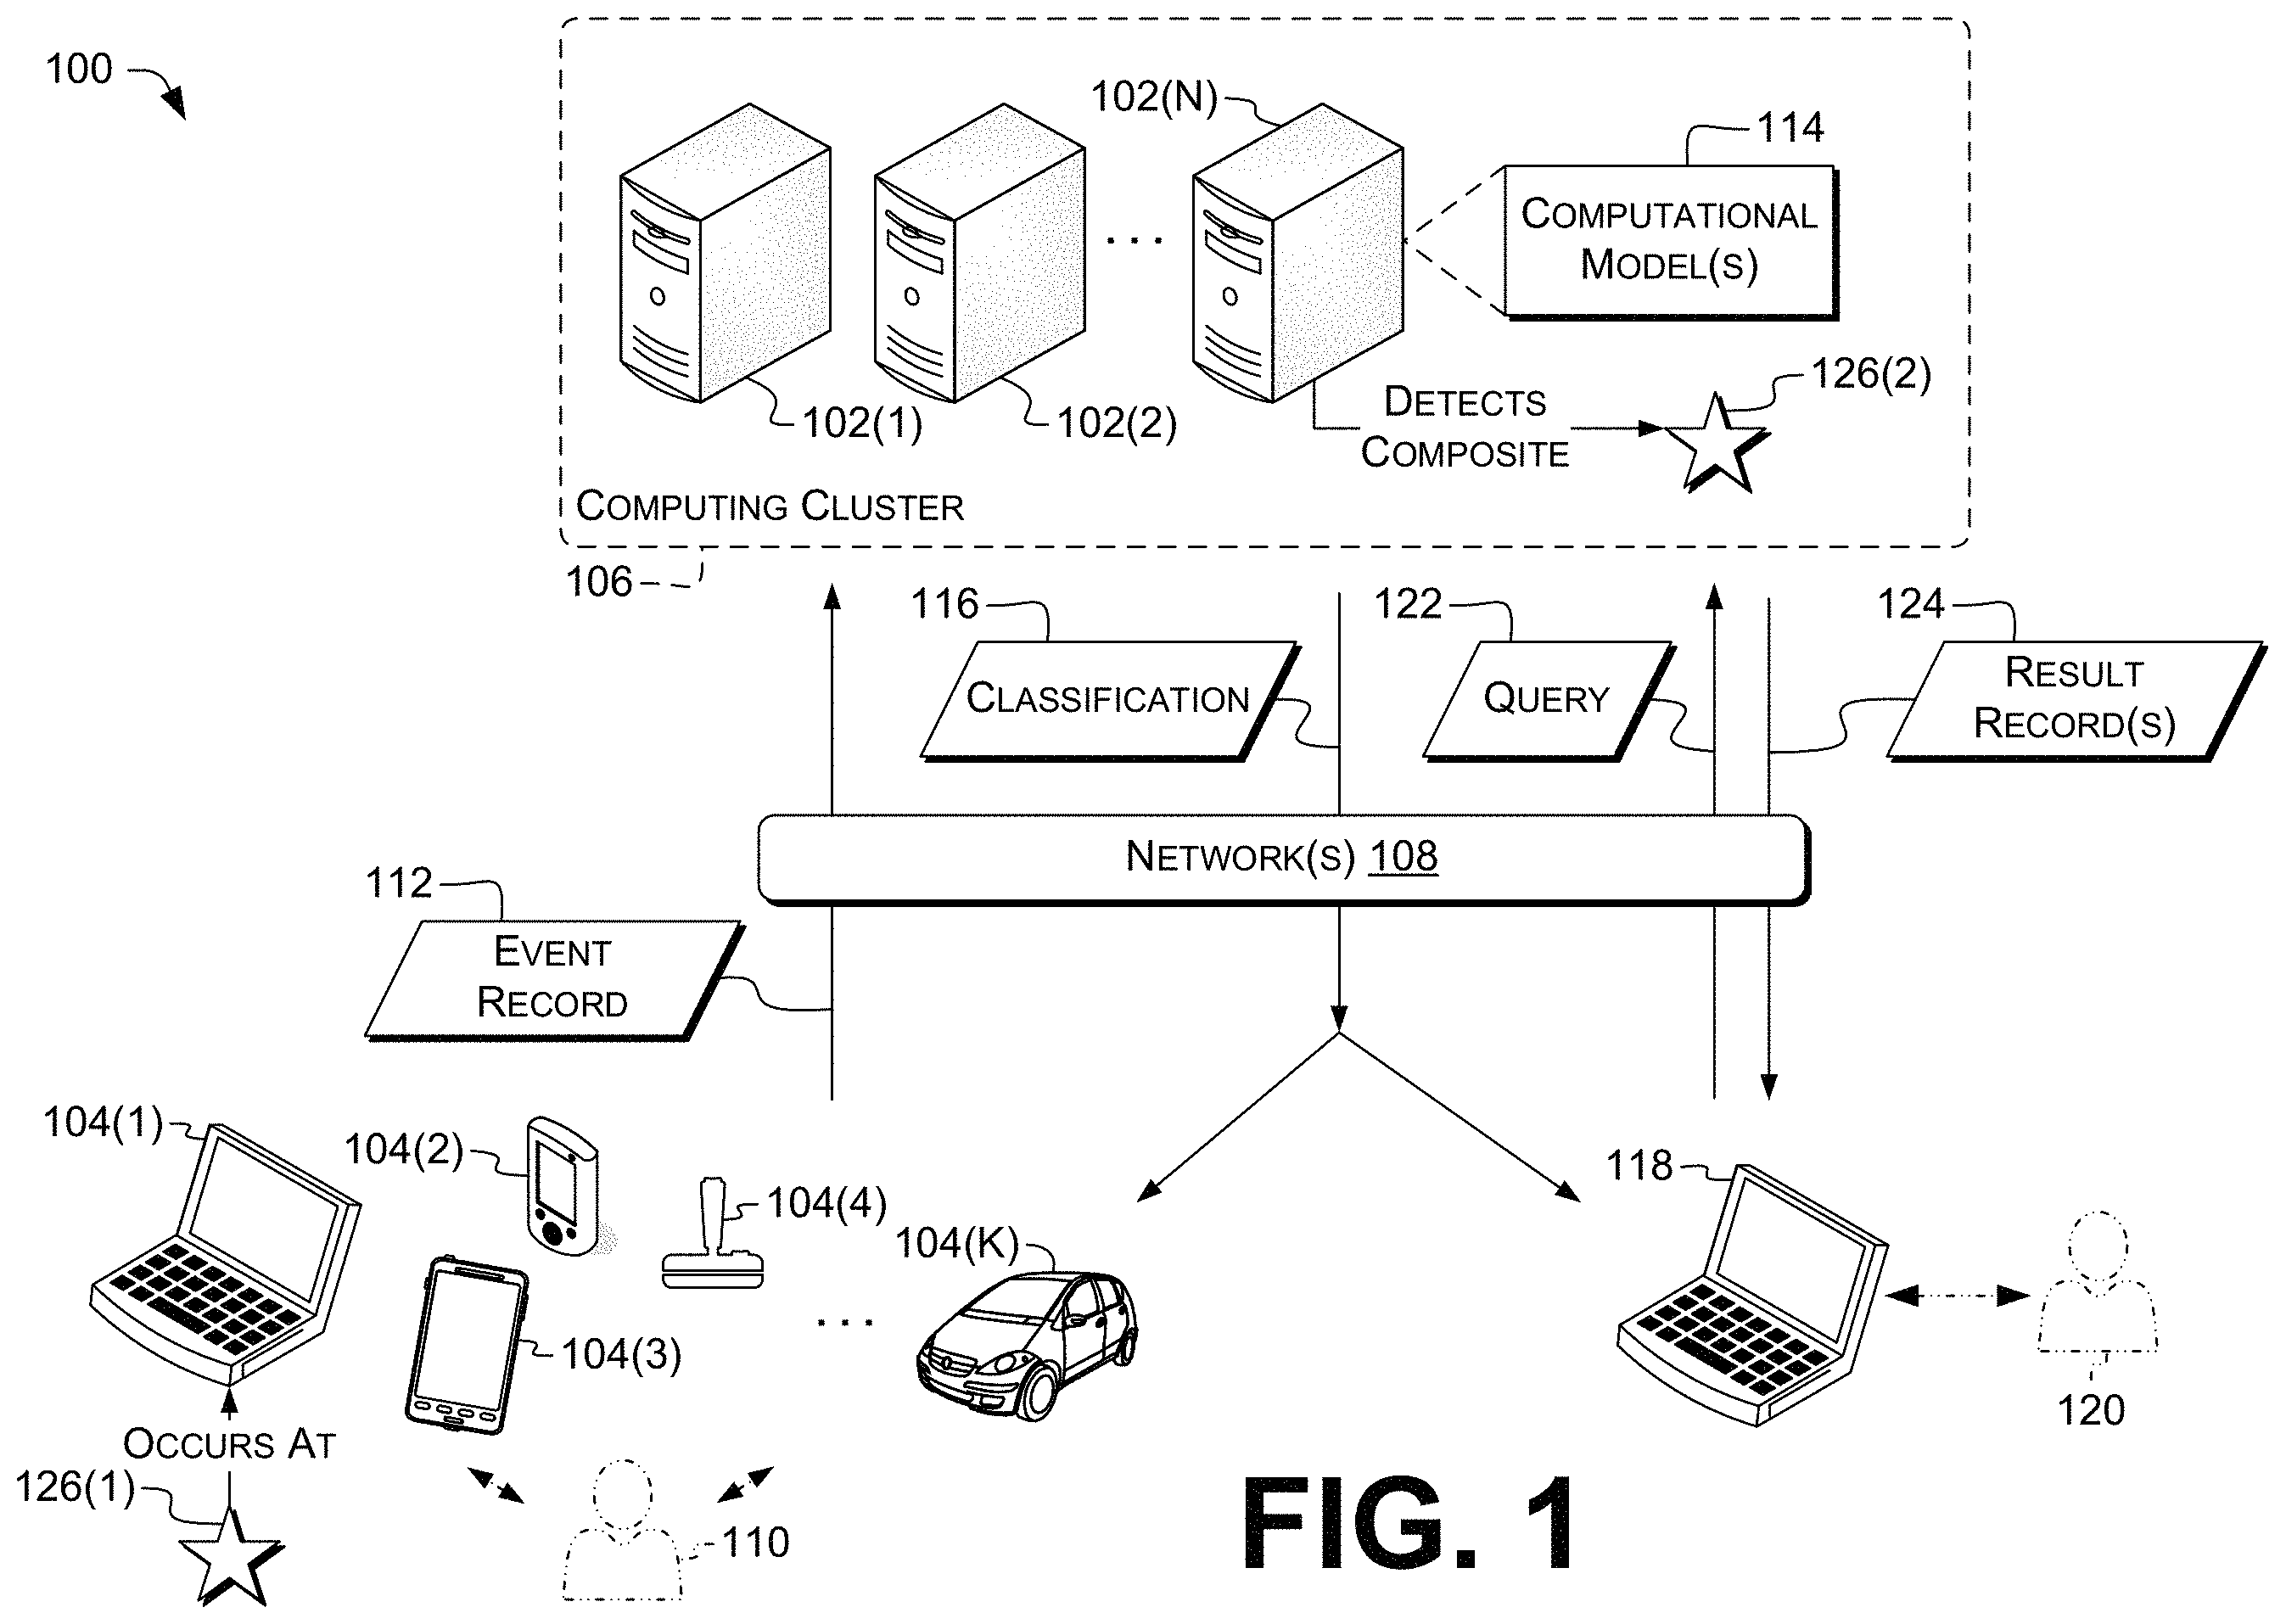 100
102(N)
114
COMPUTATIONAL
MODEL(S)
126(2)
DETECTS
COMPOSITE
102(1)
102(2)
COMPUTING CLUSTER
106
116
122
124
CLASSIFICATION
QUERY
RESULT
RECORD(S)
NETWORK(S) 108
112
EVENT
RECORD
104(1)
104(2)
104(4)
104(K)
104(3)
118
120
OCCURS AT
126(1)
110
FIG. 1